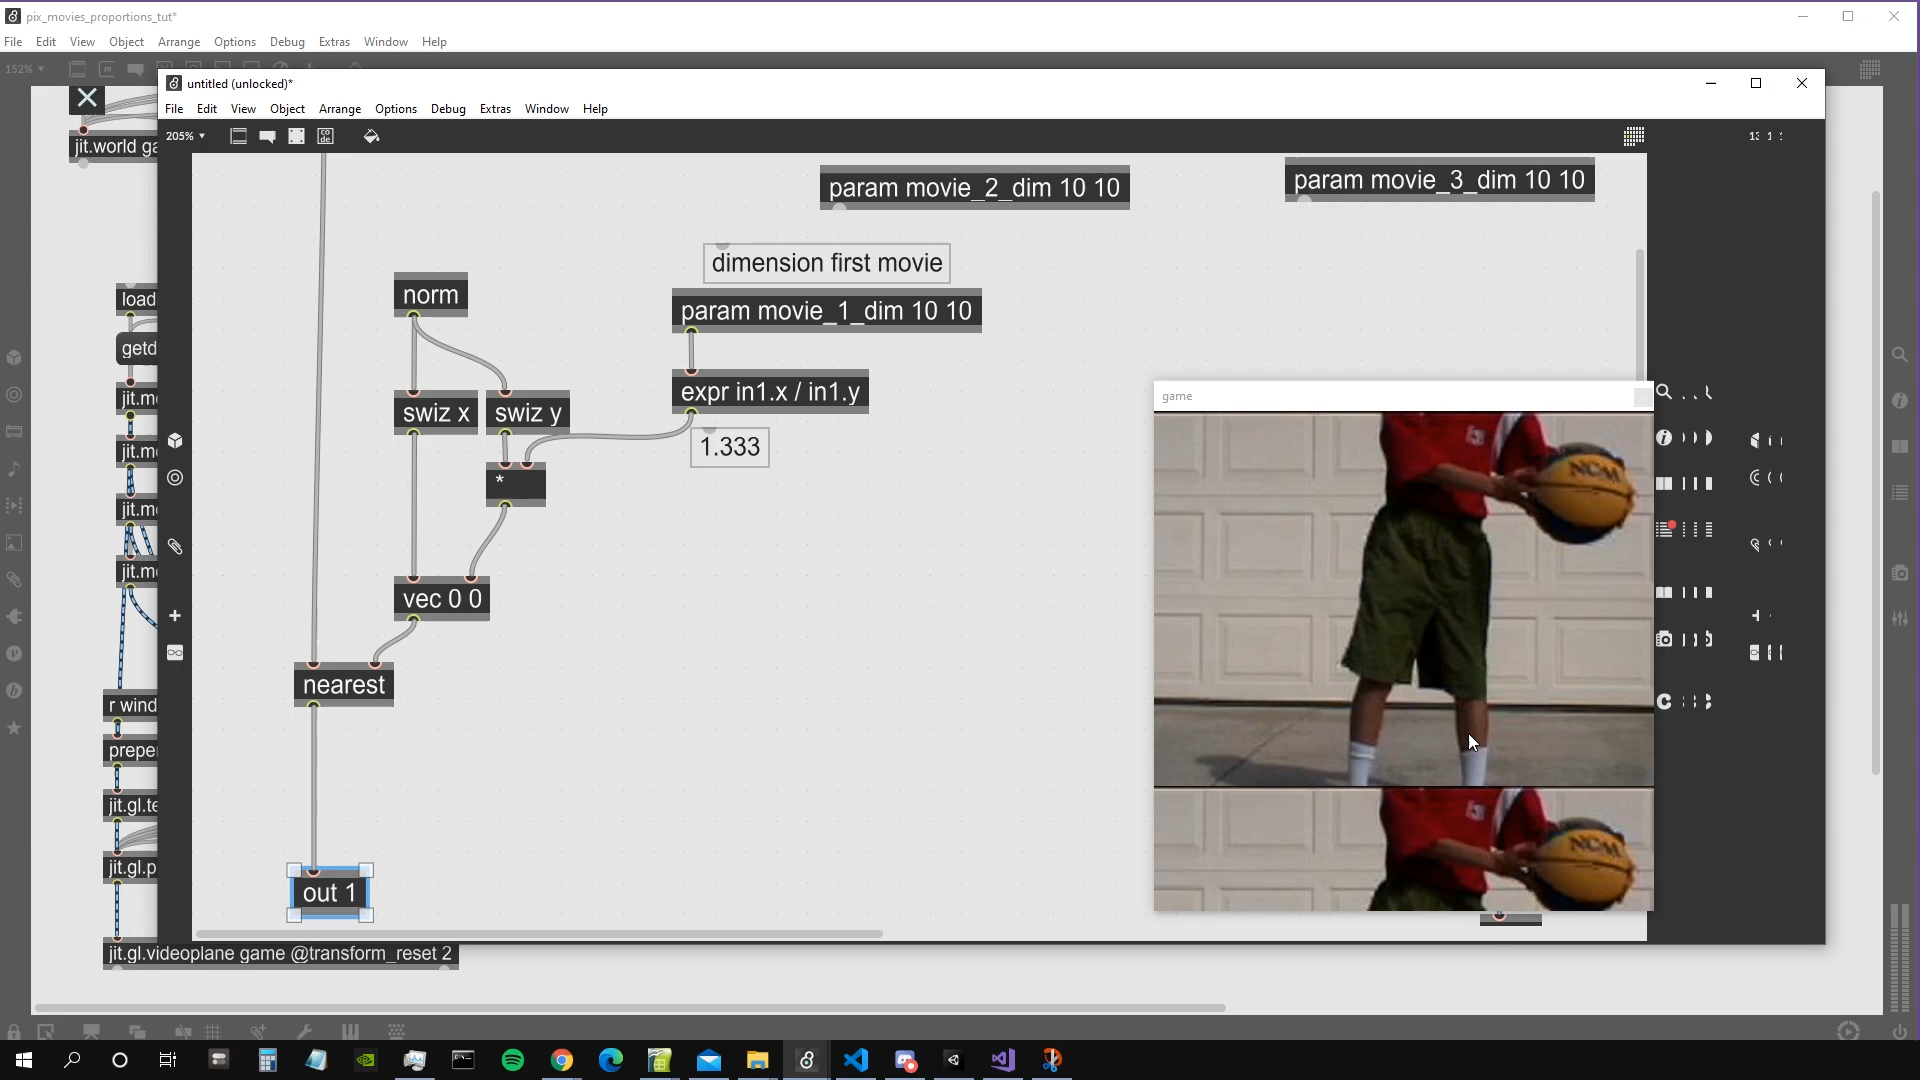 pix_movies_proportions_tut*
File Edit View Object Arrange Options Debug Extras Window Help
152%
untitled (unlocked)*
File Edit View Object Arrange Options Debug Extras Window Help
205%
jit.world ga
param movie_2_dim 10 10
param movie_3_dim 10 10
dimension first movie
norm
param movie_1_dim 10 10
load
getd
expr in1.x / in1.y
jit.m
swiz x
swiz y
game
1.333
jit.m
*
jit.m
jit.m
vec 0 0
nearest
r wind
preper
jit.gl.te
jit.gl.p
out 1
jit.gl.videoplane game @transform_reset 2